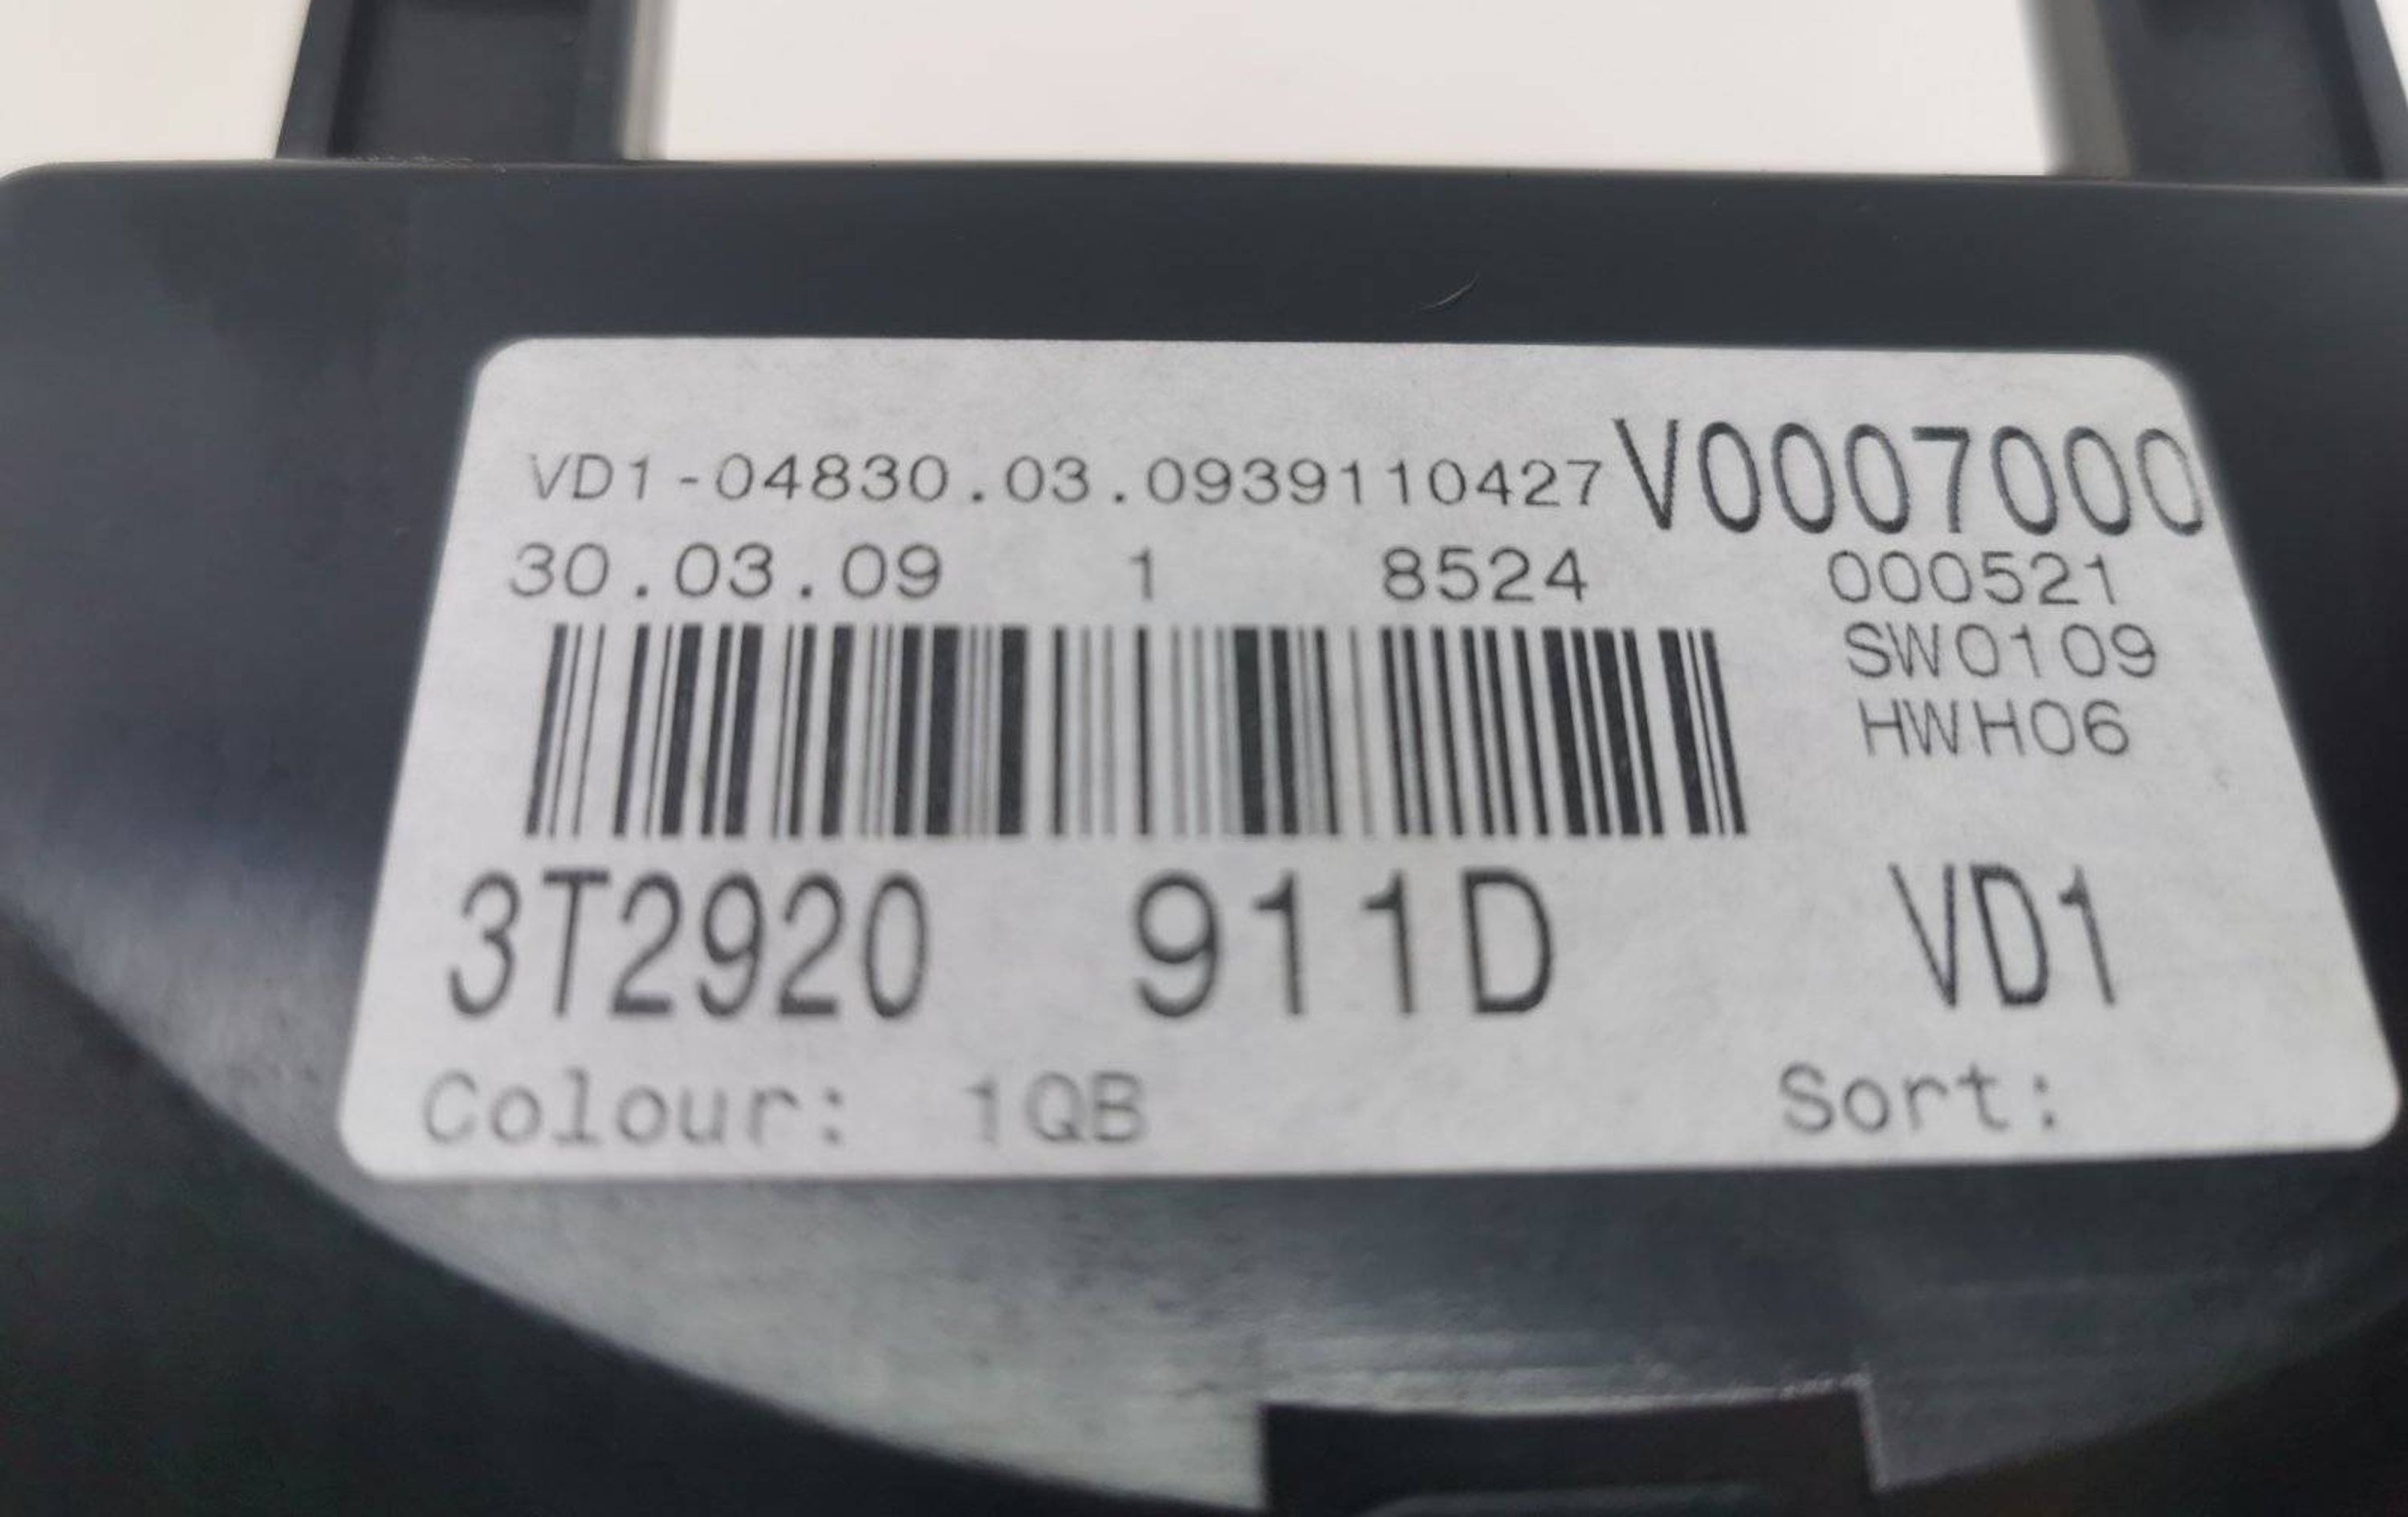 VD1-04830.03.0939110427 V0007000
30.03.09 1 8524 000521
SW0109
HWH06
3T2920 911D VD1
Colour: 1QB Sort: